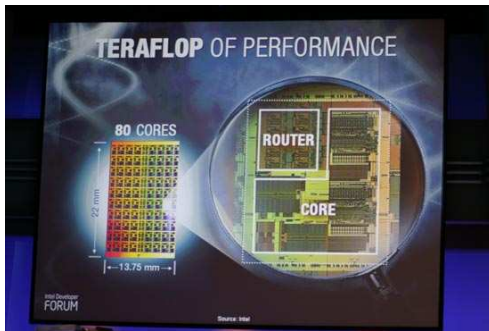 TERAFLOP OF PERFORMANCE
80 CORES
22 mm
13.75 mm
ROUTER
CORE
Intel Developer
FORUM
Source: Intel